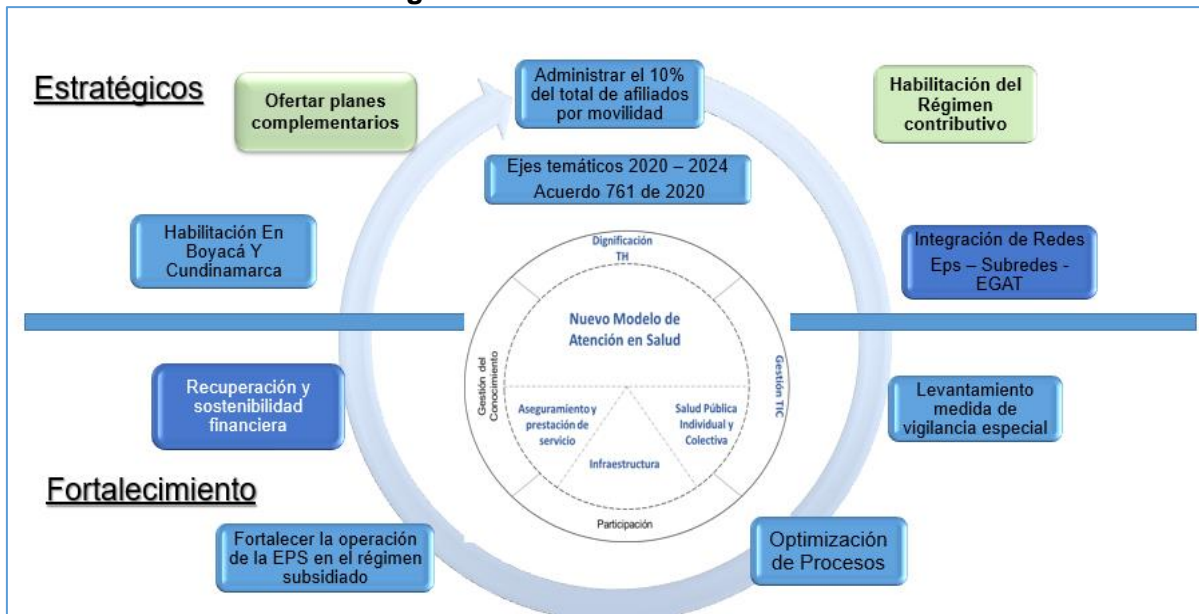 Estratégicos
Ofertar planes
complementarios
Administrar el 10%
del total de afiliados
por movilidad
Habilitación del
Régimen
contributivo
Ejes temáticos 2020 – 2024
Acuerdo 761 de 2020
Habilitación En
Boyacá Y
Cundinamarca
Integración de Redes
Eps – Subredes -
EGAT
Dignificación
TH
Nuevo Modelo de
Atención en Salud
Gestión del
Conocimiento
Gestión TIC
Aseguramiento y
prestación de
servicio
Salud Pública
Individual y
Colectiva
Infraestructura
Participación
Recuperación y
sostenibilidad
financiera
Levantamiento
medida de
vigilancia especial
Fortalecimiento
Fortalecer la operación
de la EPS en el régimen
subsidiado
Optimización
de Procesos